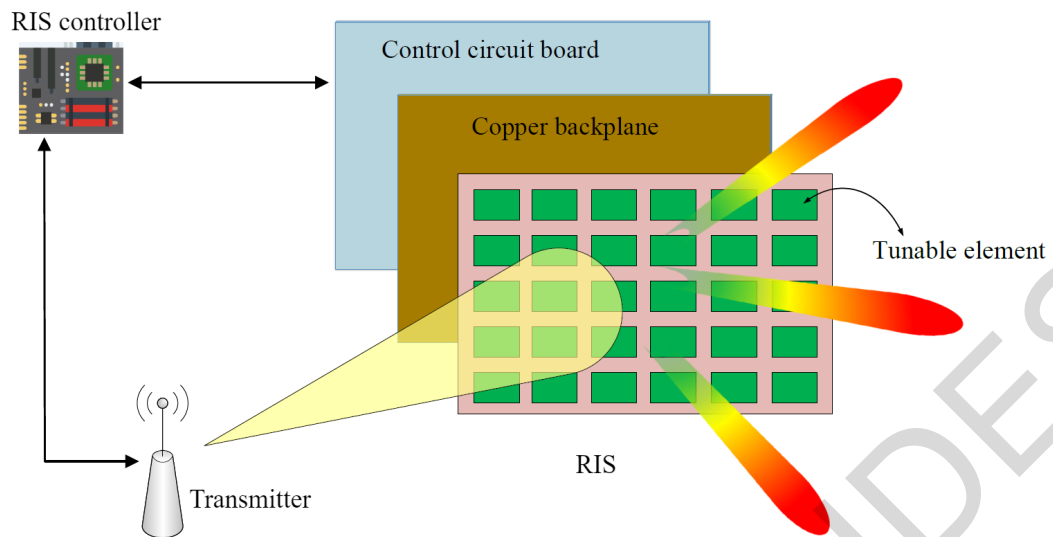 RIS controller
Control circuit board
Copper backplane
Tunable element
RIS
Transmitter